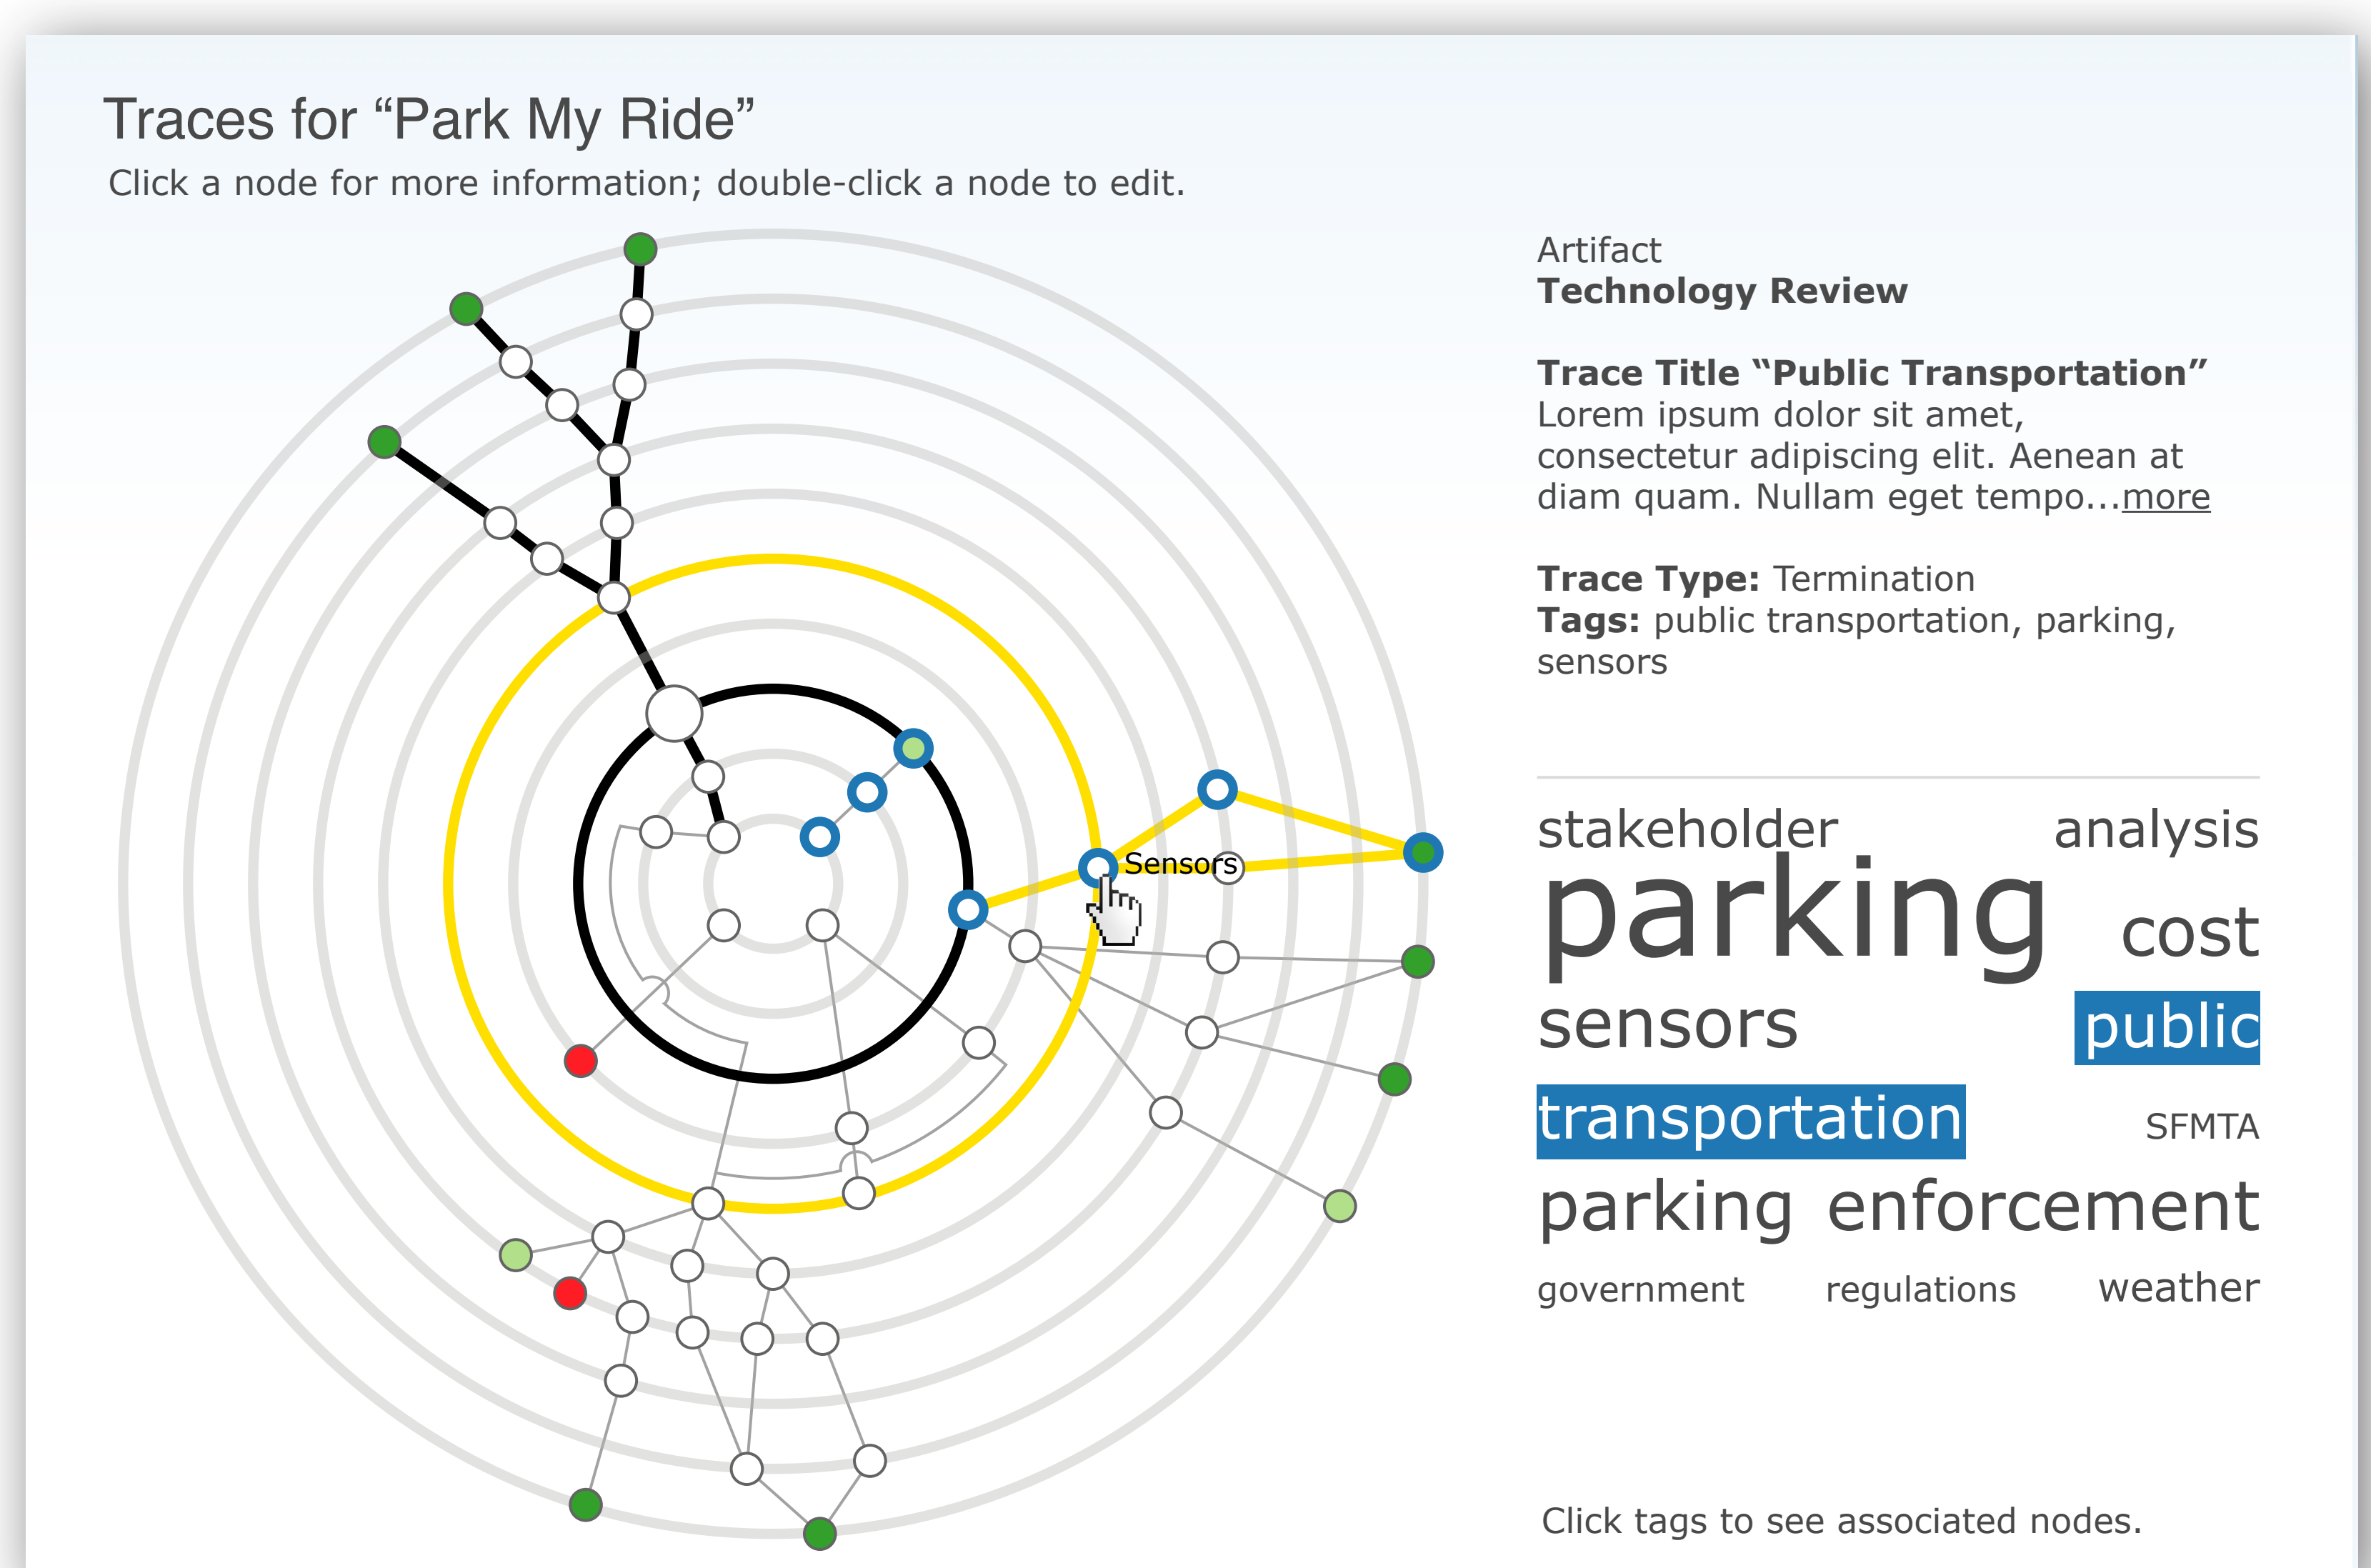 Traces for “Park My Ride”
Click a node for more information; double-click a node to edit.
Sensors
Artifact
Technology Review
Trace Title “Public Transportation”
Lorem ipsum dolor sit amet,
consectetur adipiscing elit. Aenean at
diam quam. Nullam eget tempo...more
Trace Type: Termination
Tags: public transportation, parking,
sensors
stakeholder analysis
parking cost
sensors public
transportation SFMTA
parking enforcement
government regulations weather
Click tags to see associated nodes.